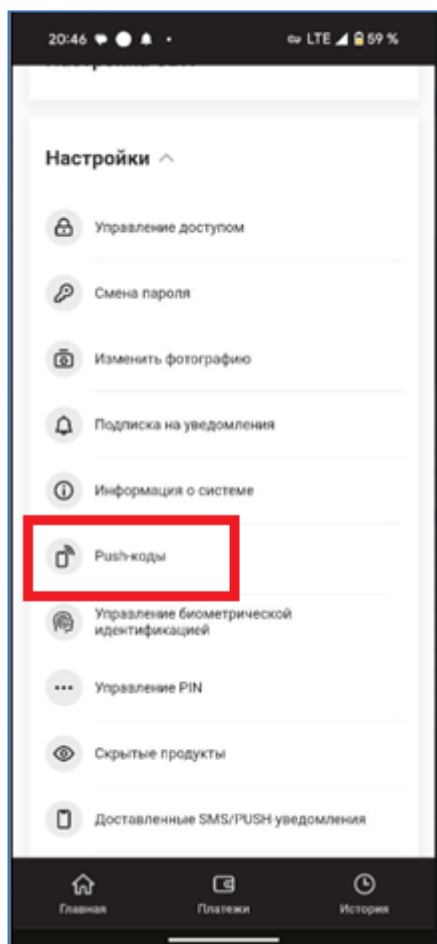 20:46 LTE 59 %
Настройки
Управление доступом
Смена пароля
Изменить фотографию
Подписка на уведомления
Информация о системе
Push-коды
Управление биометрической
идентификацией
Управление PIN
Скрытые продукты
Доставленные SMS/PUSH уведомления
Главная Платежи История